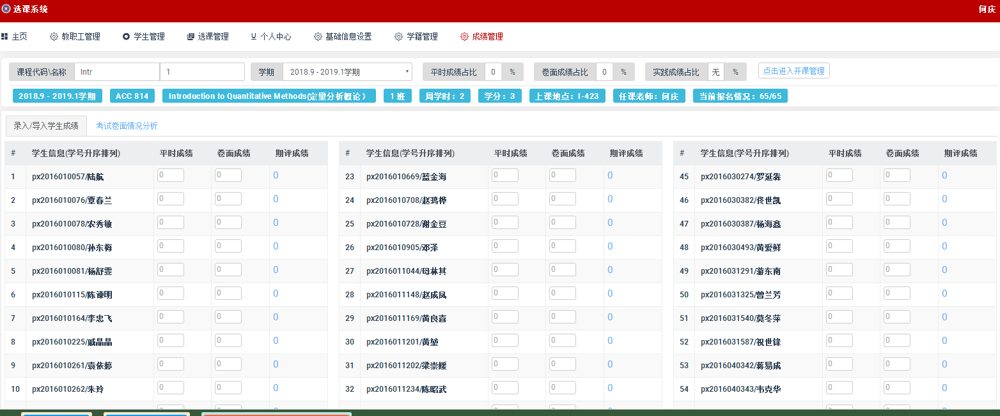 选课系统 何庆
主页 教职工管理 学生管理 选课管理 个人中心 基础信息设置 学籍管理 成绩管理
课程代码\名称 Intr 1 学期 2018.9 - 2019.1学期 平时成绩占比 0 % 卷面成绩占比 0 % 实践成绩占比 无 % 点击进入开课管理
2018.9 - 2019.1学期 ACC 814 Introduction to Quantitative Methods(定量分析概论） 1 班 周学时：2 学分：3 上课地点：I-423 任课老师：何庆 当前报名情况：65/65
录入/导入学生成绩 考试卷面情况分析
# 学生信息(学号升序排列) 平时成绩 卷面成绩 期评成绩 # 学生信息(学号升序排列) 平时成绩 卷面成绩 期评成绩 # 学生信息(学号升序排列) 平时成绩 卷面成绩 期评成绩
1 px2016010057/陆航 0 0 0 23 px2016010669/蓝金海 0 0 0 45 px2016030274/罗延犇 0 0 0
2 px2016010076/覃春兰 0 0 0 24 px2016010708/赵鸿桦 0 0 0 46 px2016030382/佟世凯 0 0 0
3 px2016010078/农秀敏 0 0 0 25 px2016010728/谢金豆 0 0 0 47 px2016030387/杨海鑫 0 0 0
4 px2016010080/孙东梅 0 0 0 26 px2016010905/邓泽 0 0 0 48 px2016030493/黄爱鲜 0 0 0
5 px2016010081/杨舒雯 0 0 0 27 px2016011044/母林其 0 0 0 49 px2016031291/游东南 0 0 0
6 px2016010115/陈谏明 0 0 0 28 px2016011148/赵成凤 0 0 0 50 px2016031325/曾兰芳 0 0 0
7 px2016010164/李忠飞 0 0 0 29 px2016011169/黄良喜 0 0 0 51 px2016031540/莫冬萍 0 0 0
8 px2016010225/臧晶晶 0 0 0 30 px2016011201/黄堃 0 0 0 52 px2016031587/祝世锋 0 0 0
9 px2016010261/袁依婷 0 0 0 31 px2016011202/梁崇媛 0 0 0 53 px2016040342/蒋易成 0 0 0
10 px2016010262/朱玲 0 0 0 32 px2016011234/陈昭武 0 0 0 54 px2016040343/韦克华 0 0 0